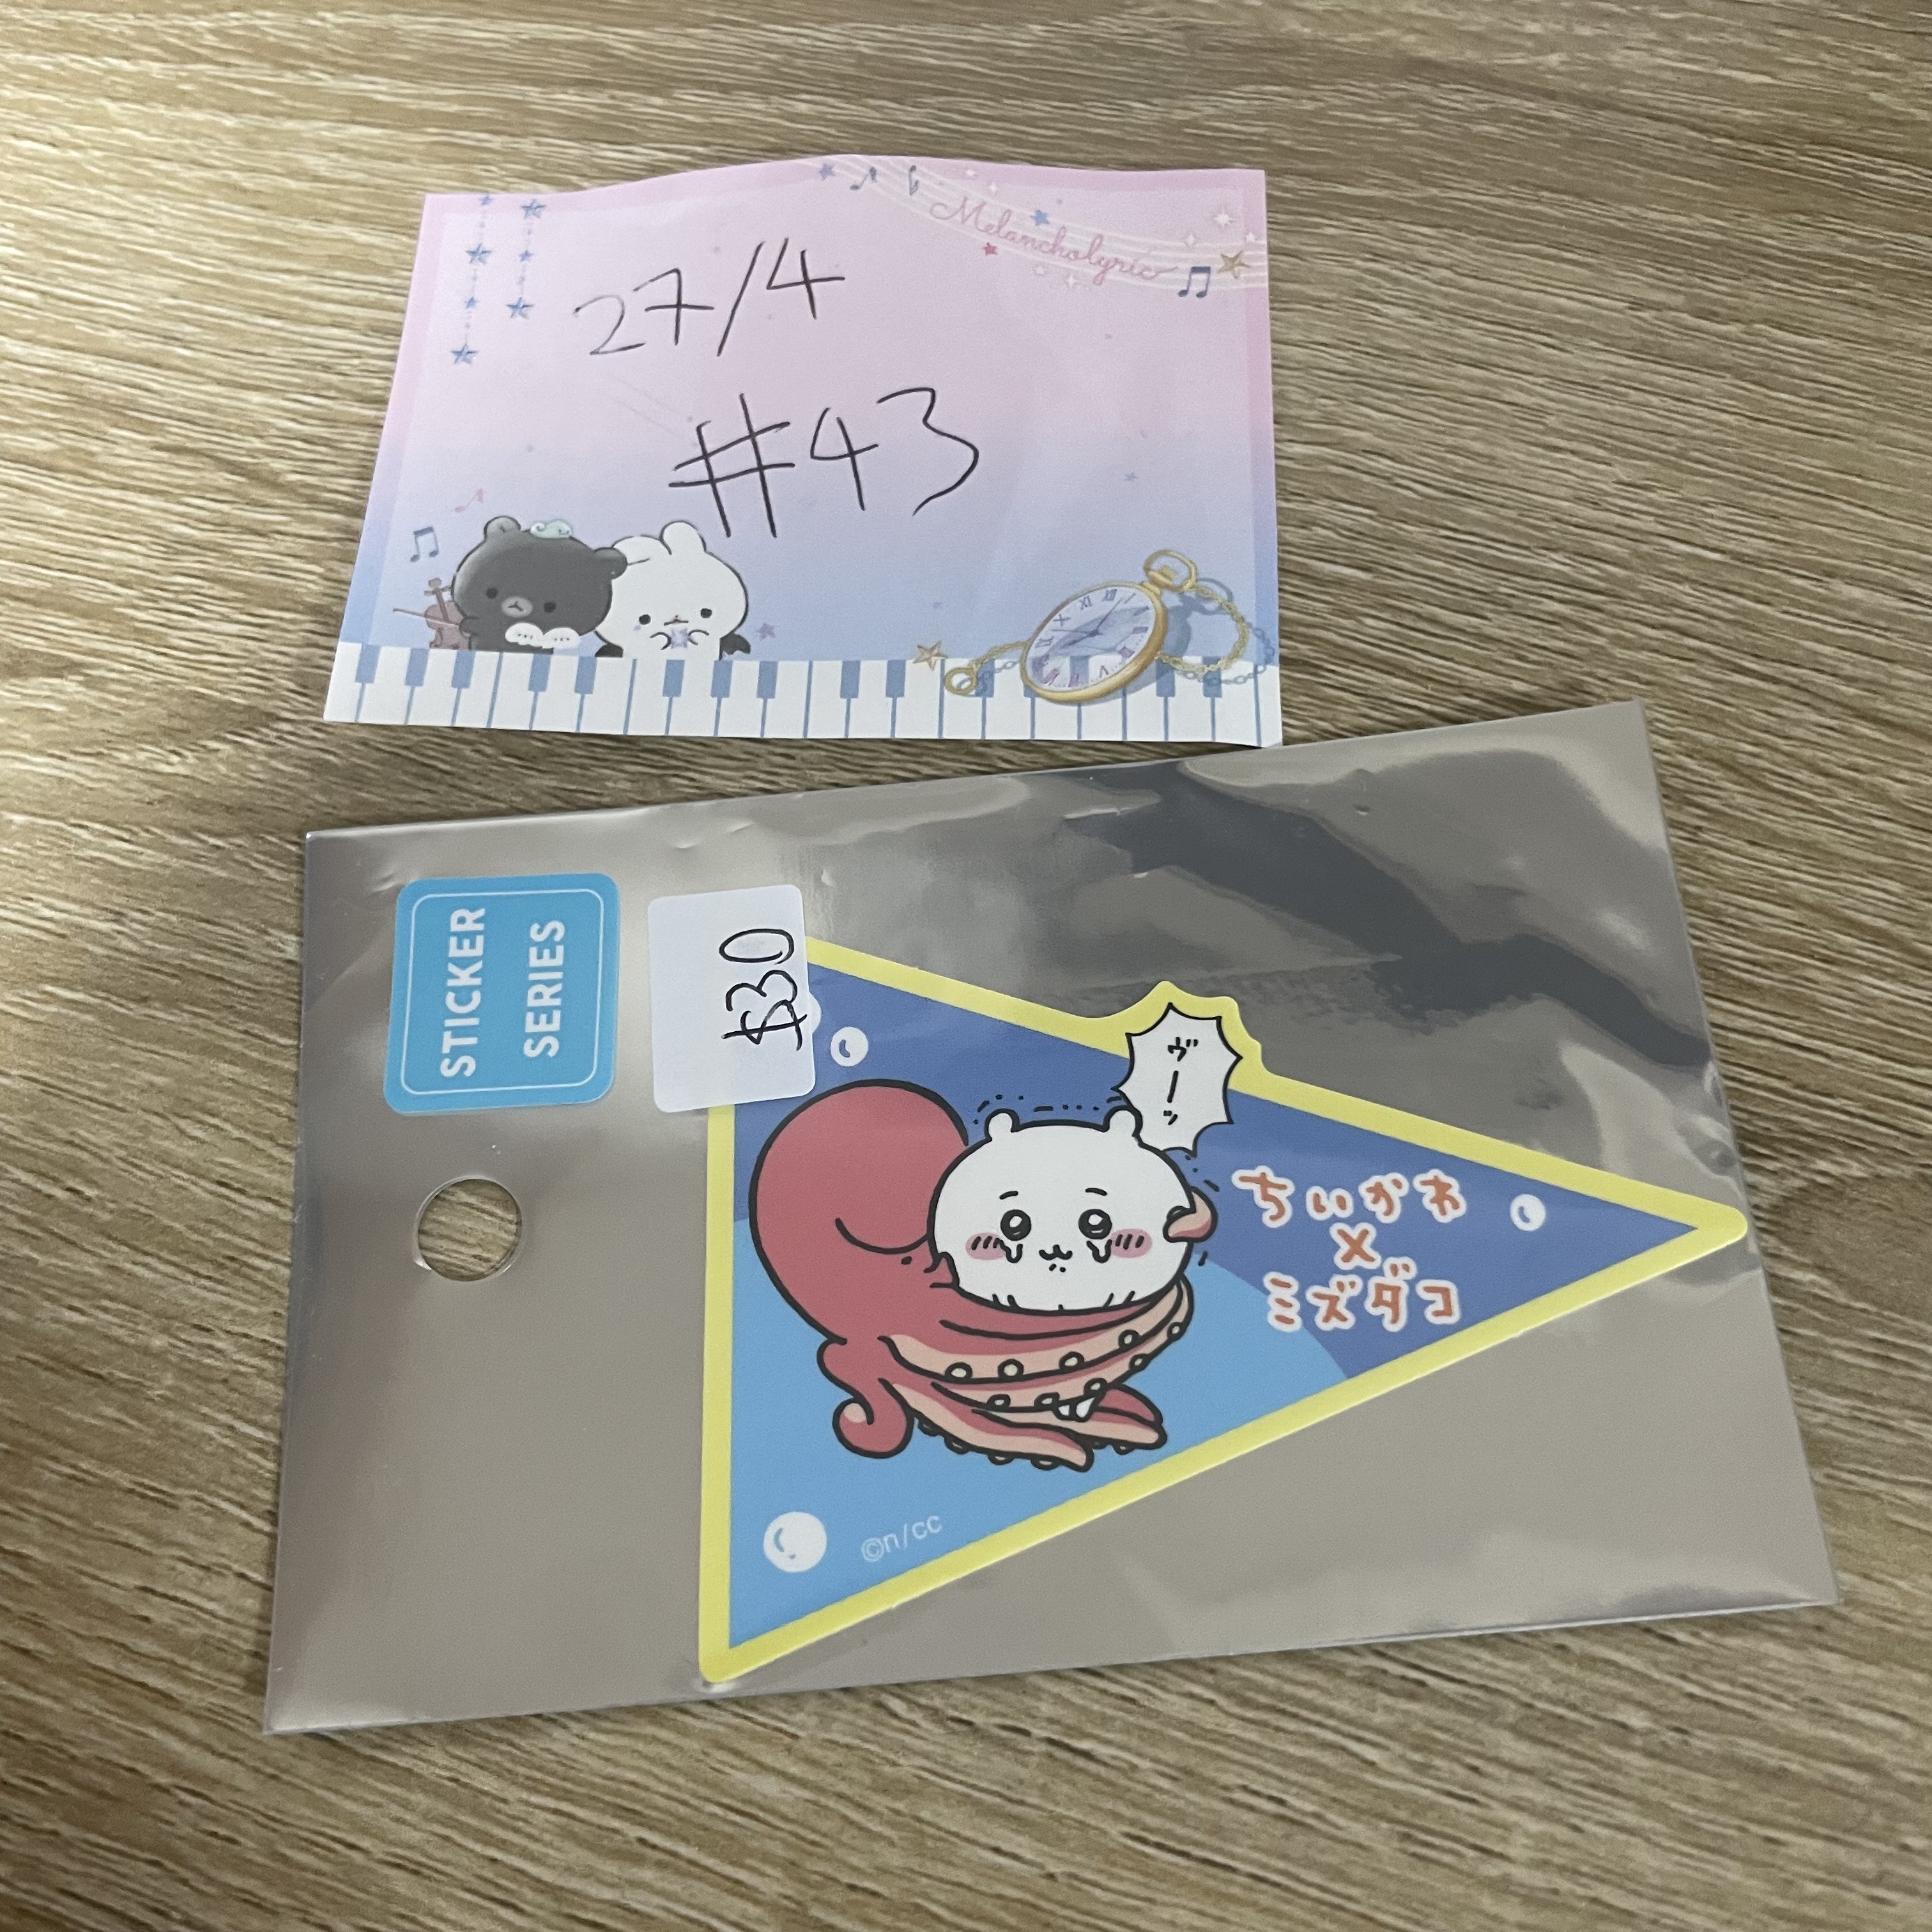 Melancholyric
27/4
#43
STICKER
SERIES
$30
ヴーッ
ちいかわ
×
ミズダコ
©n/cc